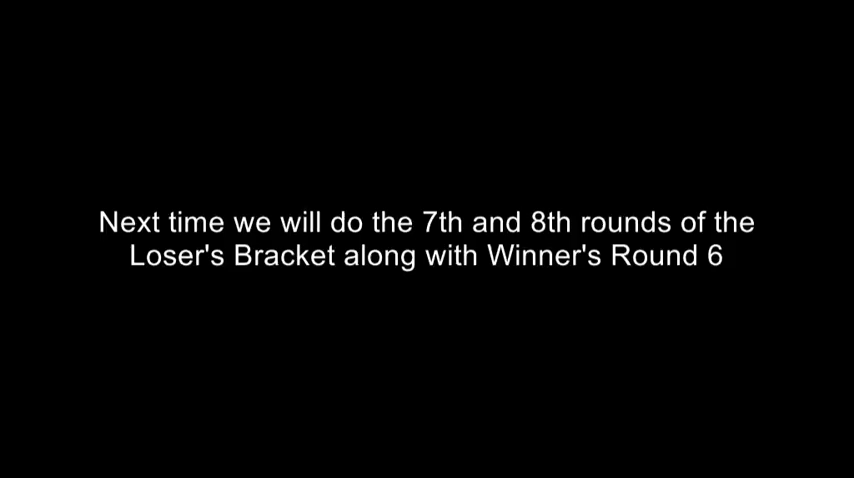 Next time we will do the 7th and 8th rounds of the
Loser's Bracket along with Winner's Round 6